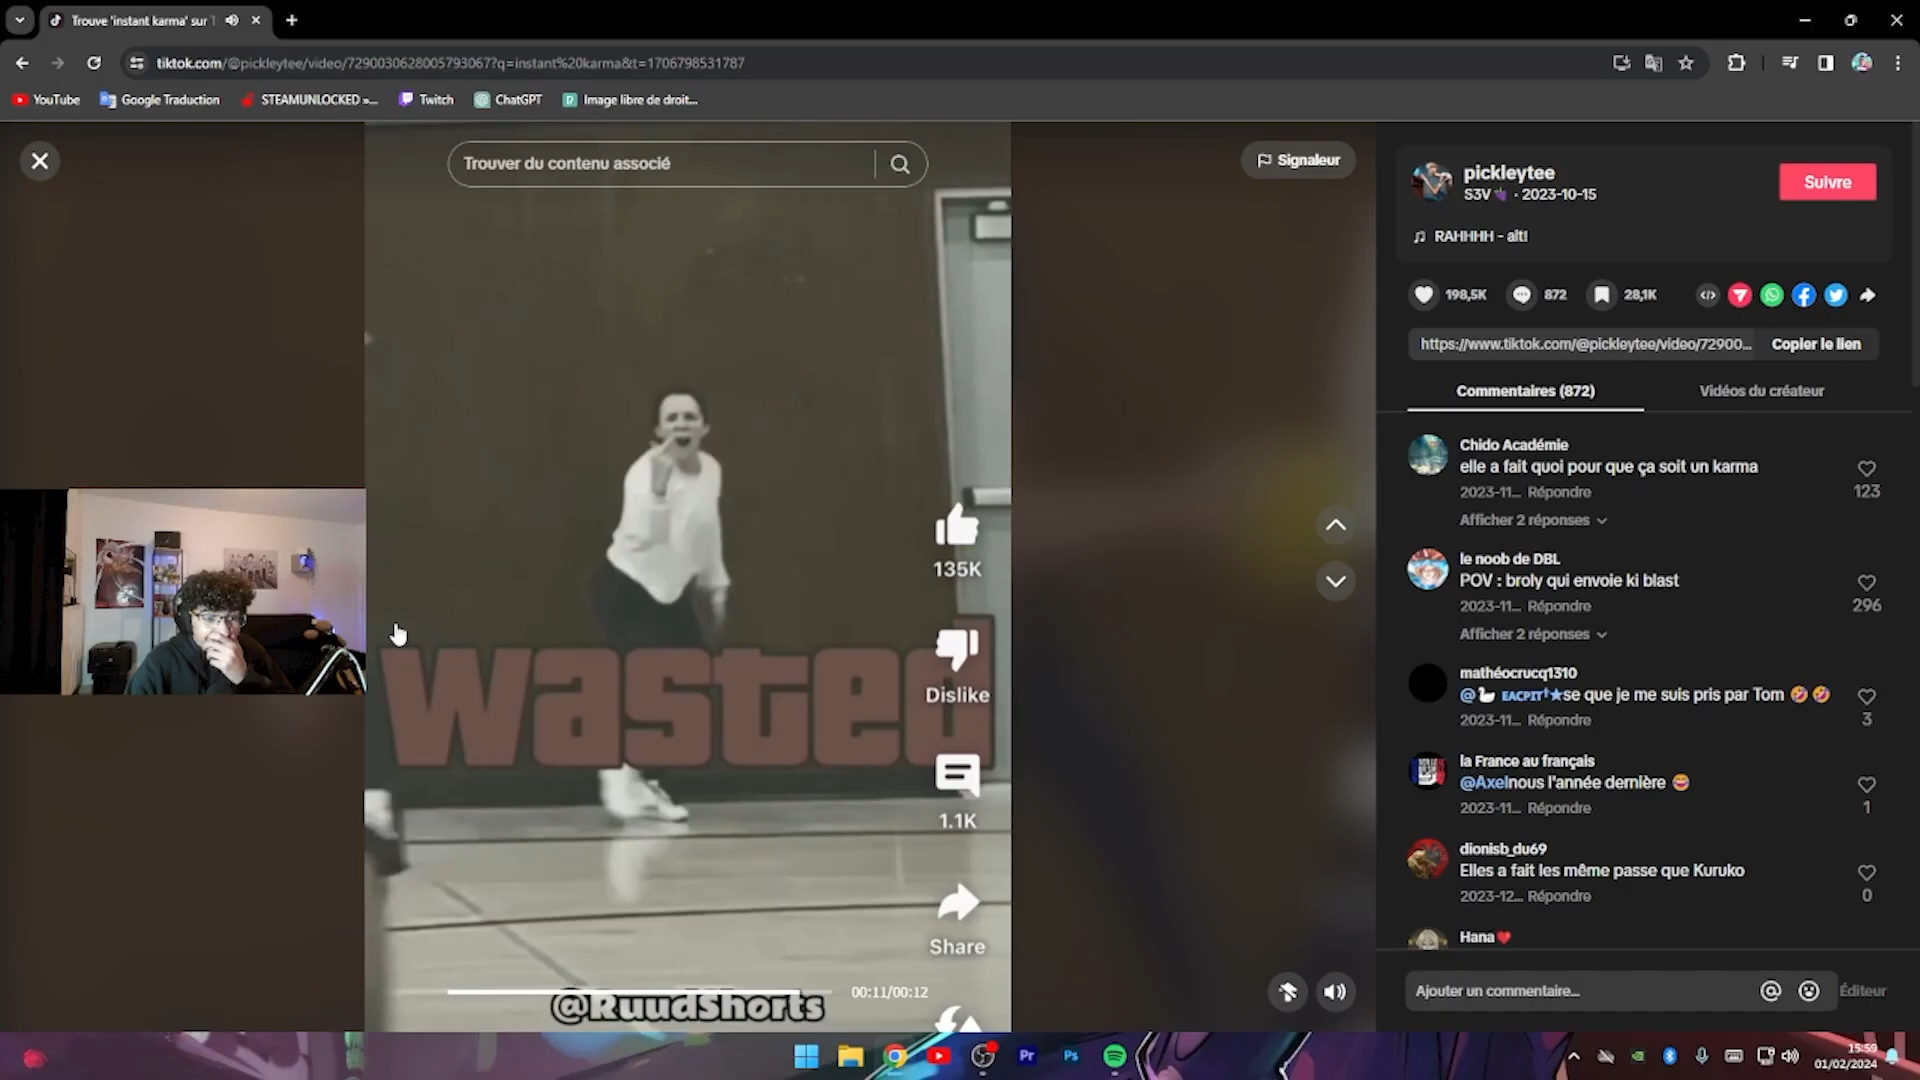 Trouve 'instant karma' sur T
tiktok.com/@pickleytee/video/7290030628005793067?q=instant%20karma&t=1706798531787
YouTube
Google Traduction
STEAMUNLOCKED »...
Twitch
ChatGPT
Image libre de droit...
Trouver du contenu associé
Signaleur
pickleytee
S3V🍇 · 2023-10-15
Suivre
♫ RAHHHH - alt!
198,5K
872
28,1K
https://www.tiktok.com/@pickleytee/video/72900...
Copier le lien
Commentaires (872)
Vidéos du créateur
Chido Académie
elle a fait quoi pour que ça soit un karma
2023-11... Répondre
123
Afficher 2 réponses
le noob de DBL
POV : broly qui envoie ki blast
2023-11... Répondre
296
Afficher 2 réponses
mathéocrucq1310
se que je me suis pris par Tom 🤣 🤣
2023-11... Répondre
3
la France au français
@Axelnous l'année dernière 😂
2023-11... Répondre
1
dionisb_du69
Elles a fait les même passe que Kuruko
2023-12... Répondre
0
Hana❤️
Ajouter un commentaire...
Éditeur
135K
Dislike
wasted
1.1K
Share
00:11/00:12
@RuudShorts
Pr
Ps
15:59
01/02/2024